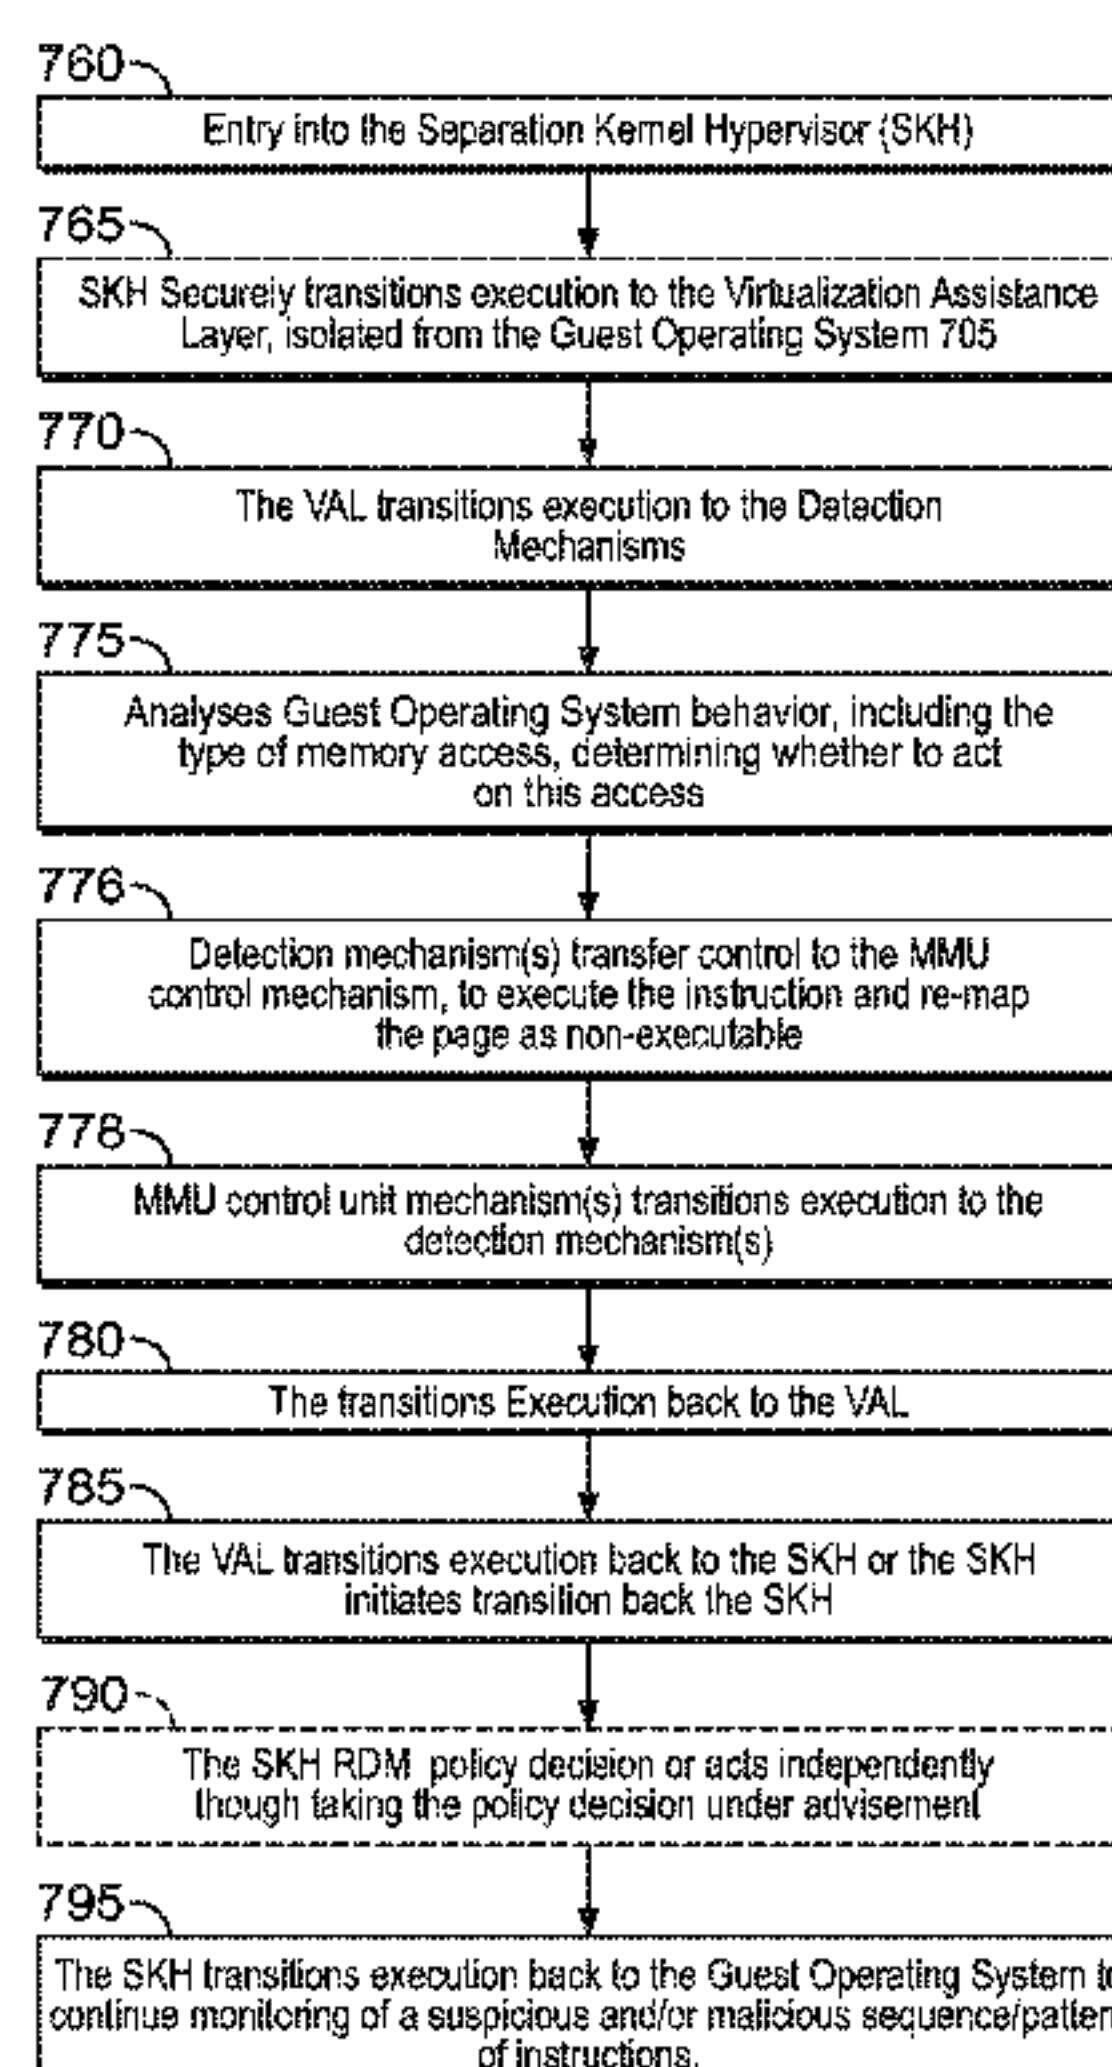 760
Entry into the Separation Kernel Hypervisor (SKH)
765
SKH Securely transitions execution to the Virtualization Assistance
Layer, isolated from the Guest Operating System 705
770
The VAL transitions execution to the Detection
Mechanisms
775
Analyses Guest Operating System behavior, including the
type of memory access, determining whether to act
on this access
776
Detection mechanism(s) transfer control to the MMU
control mechanism, to execute the instruction and re-map
the page as non-executable
778
MMU control unit mechanism(s) transitions execution to the
detection mechanism(s)
780
The transitions Execution back to the VAL
785
The VAL transitions execution back to the SKH or the SKH
initiates transition back the SKH
790
The SKH RDM policy decision or acts independently
though taking the policy decision under advisement
795
The SKH transitions execution back to the Guest Operating System to
continue monitoring of a suspicious and/or malicious sequence/pattern
of instructions.